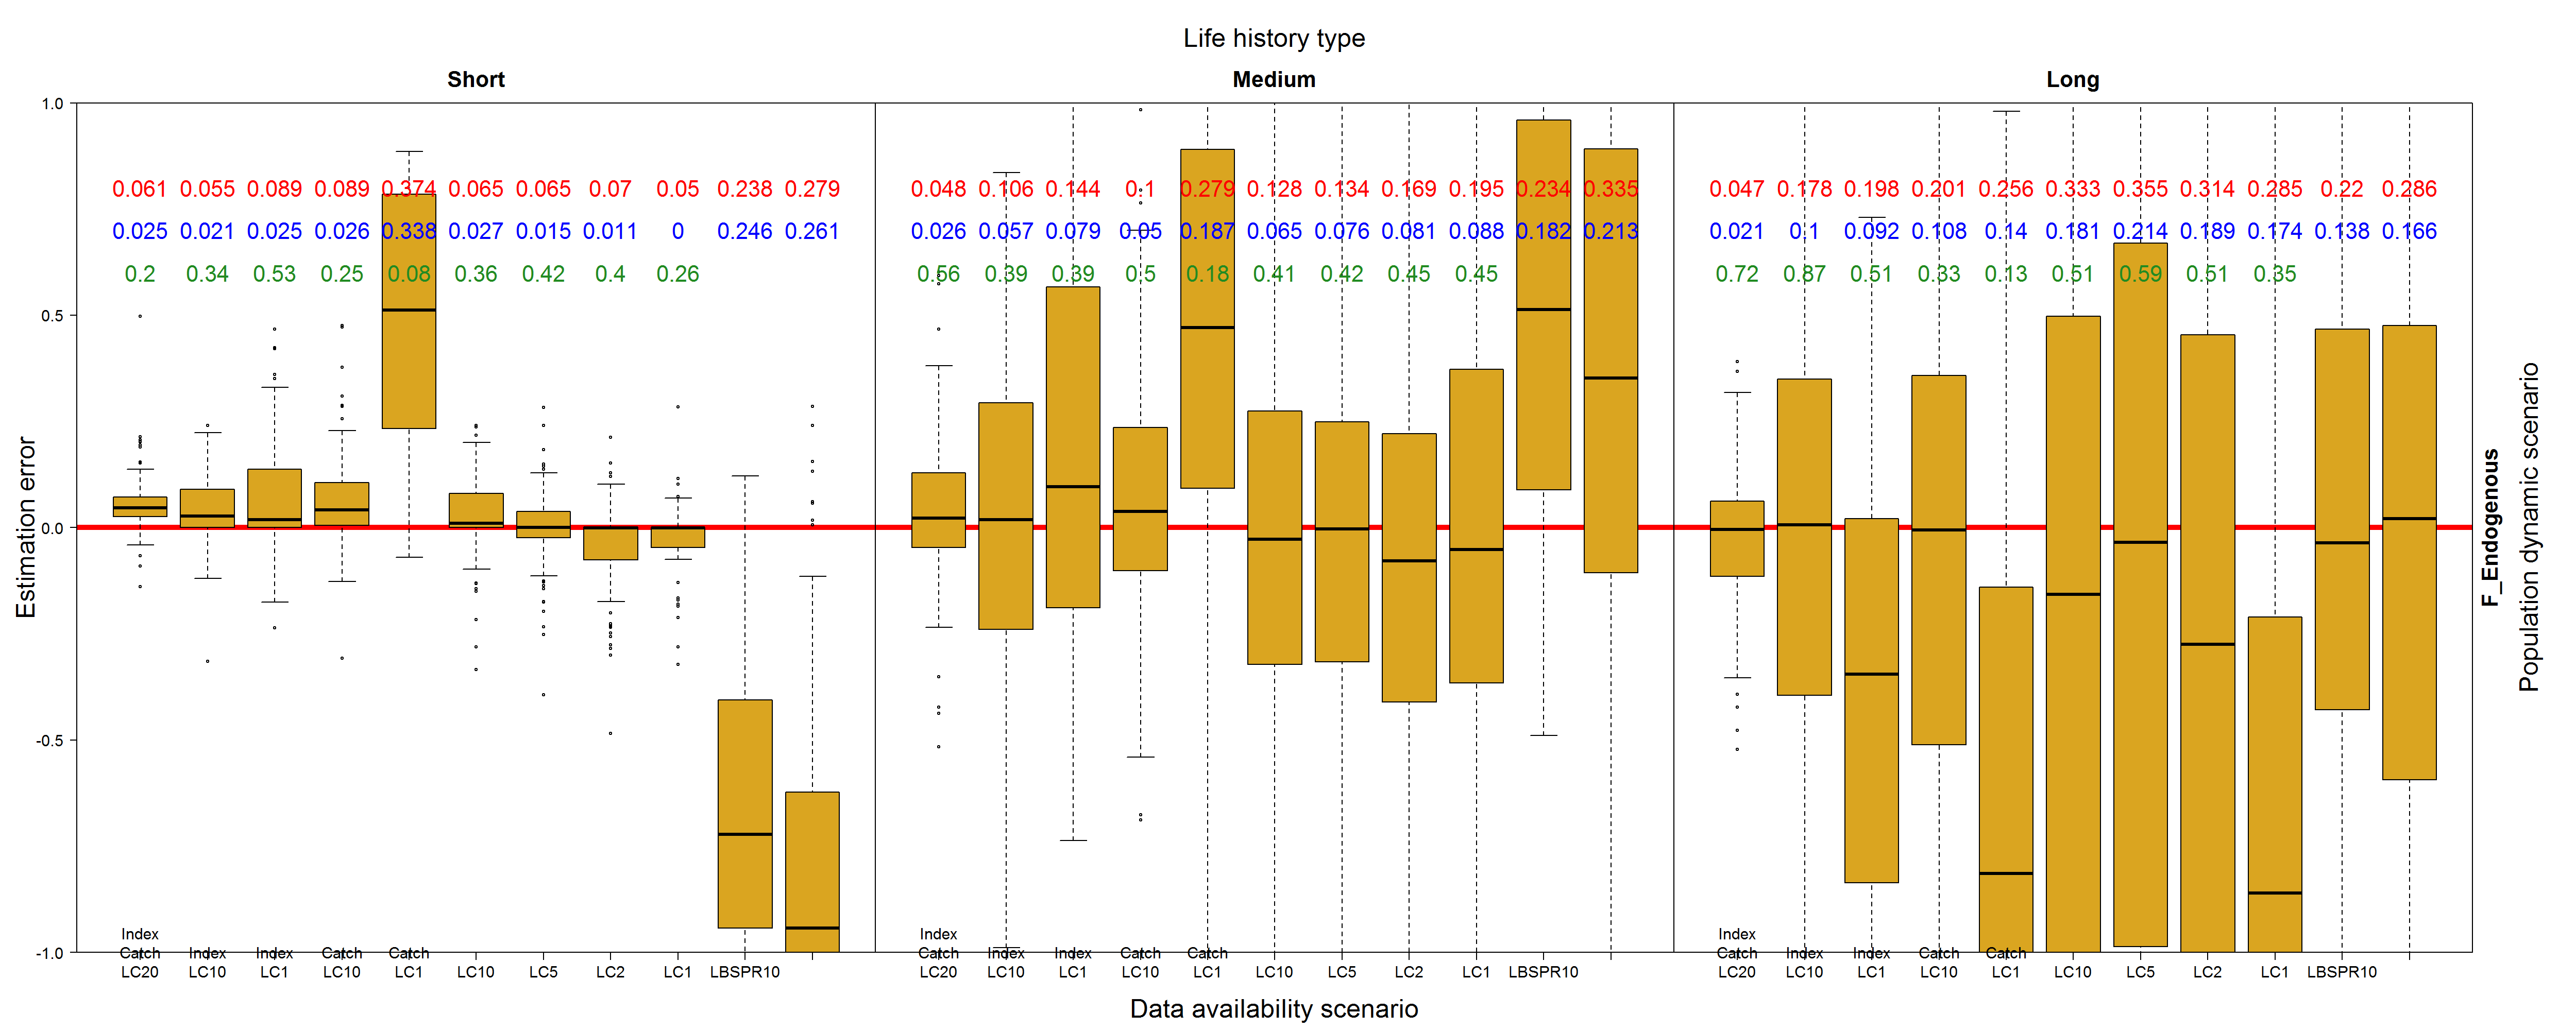 Life history type
Short Medium Long
1.0
0.061 0.055 0.089 0.089 0.374 0.065 0.065 0.07 0.05 0.238 0.279 0.048 0.106 0.144 0.1 0.279 0.128 0.134 0.169 0.195 0.234 0.335 0.047 0.178 0.198 0.201 0.256 0.333 0.355 0.314 0.285 0.22 0.286
0.025 0.021 0.025 0.026 0.338 0.027 0.015 0.011 0 0.246 0.261 0.026 0.057 0.079 0.05 0.187 0.065 0.076 0.081 0.088 0.182 0.213 0.021 0.1 0.092 0.108 0.14 0.181 0.214 0.189 0.174 0.138 0.166
0.2 0.34 0.53 0.25 0.08 0.36 0.42 0.4 0.26 0.56 0.39 0.39 0.5 0.18 0.41 0.42 0.45 0.45 0.72 0.87 0.51 0.33 0.13 0.51 0.59 0.51 0.35
0.5
0.0
-0.5
-1.0
Estimation error
F_Endogenous
Population dynamic scenario
Index Index Index
Catch Index Index Catch Catch Catch Index Index Catch Catch Catch Index Index Catch Catch
LC20 LC10 LC1 LC10 LC1 LC10 LC5 LC2 LC1 LBSPR10 LC20 LC10 LC1 LC10 LC1 LC10 LC5 LC2 LC1 LBSPR10 LC20 LC10 LC1 LC10 LC1 LC10 LC5 LC2 LC1 LBSPR10
Data availability scenario